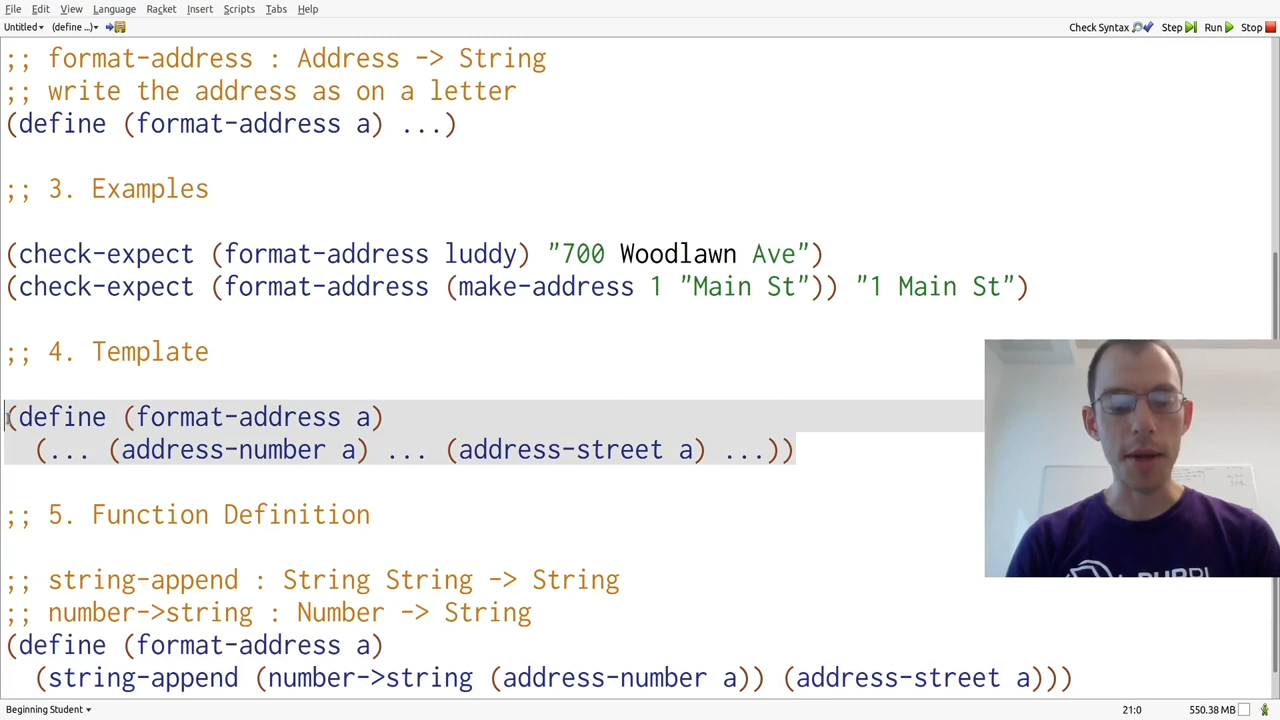 File Edit View Language Racket Insert Scripts Tabs Help
Untitled (define ...) Check Syntax Step Run Stop
;; format-address : Address -> String
;; write the address as on a letter
(define (format-address a) ...)
;; 3. Examples
(check-expect (format-address luddy) "700 Woodlawn Ave")
(check-expect (format-address (make-address 1 "Main St")) "1 Main St")
;; 4. Template
(define (format-address a)
(... (address-number a) ... (address-street a) ...))
;; 5. Function Definition
;; string-append : String String -> String
;; number->string : Number -> String
(define (format-address a)
(string-append (number->string (address-number a)) (address-street a)))
Beginning Student 21:0 550.38 MB